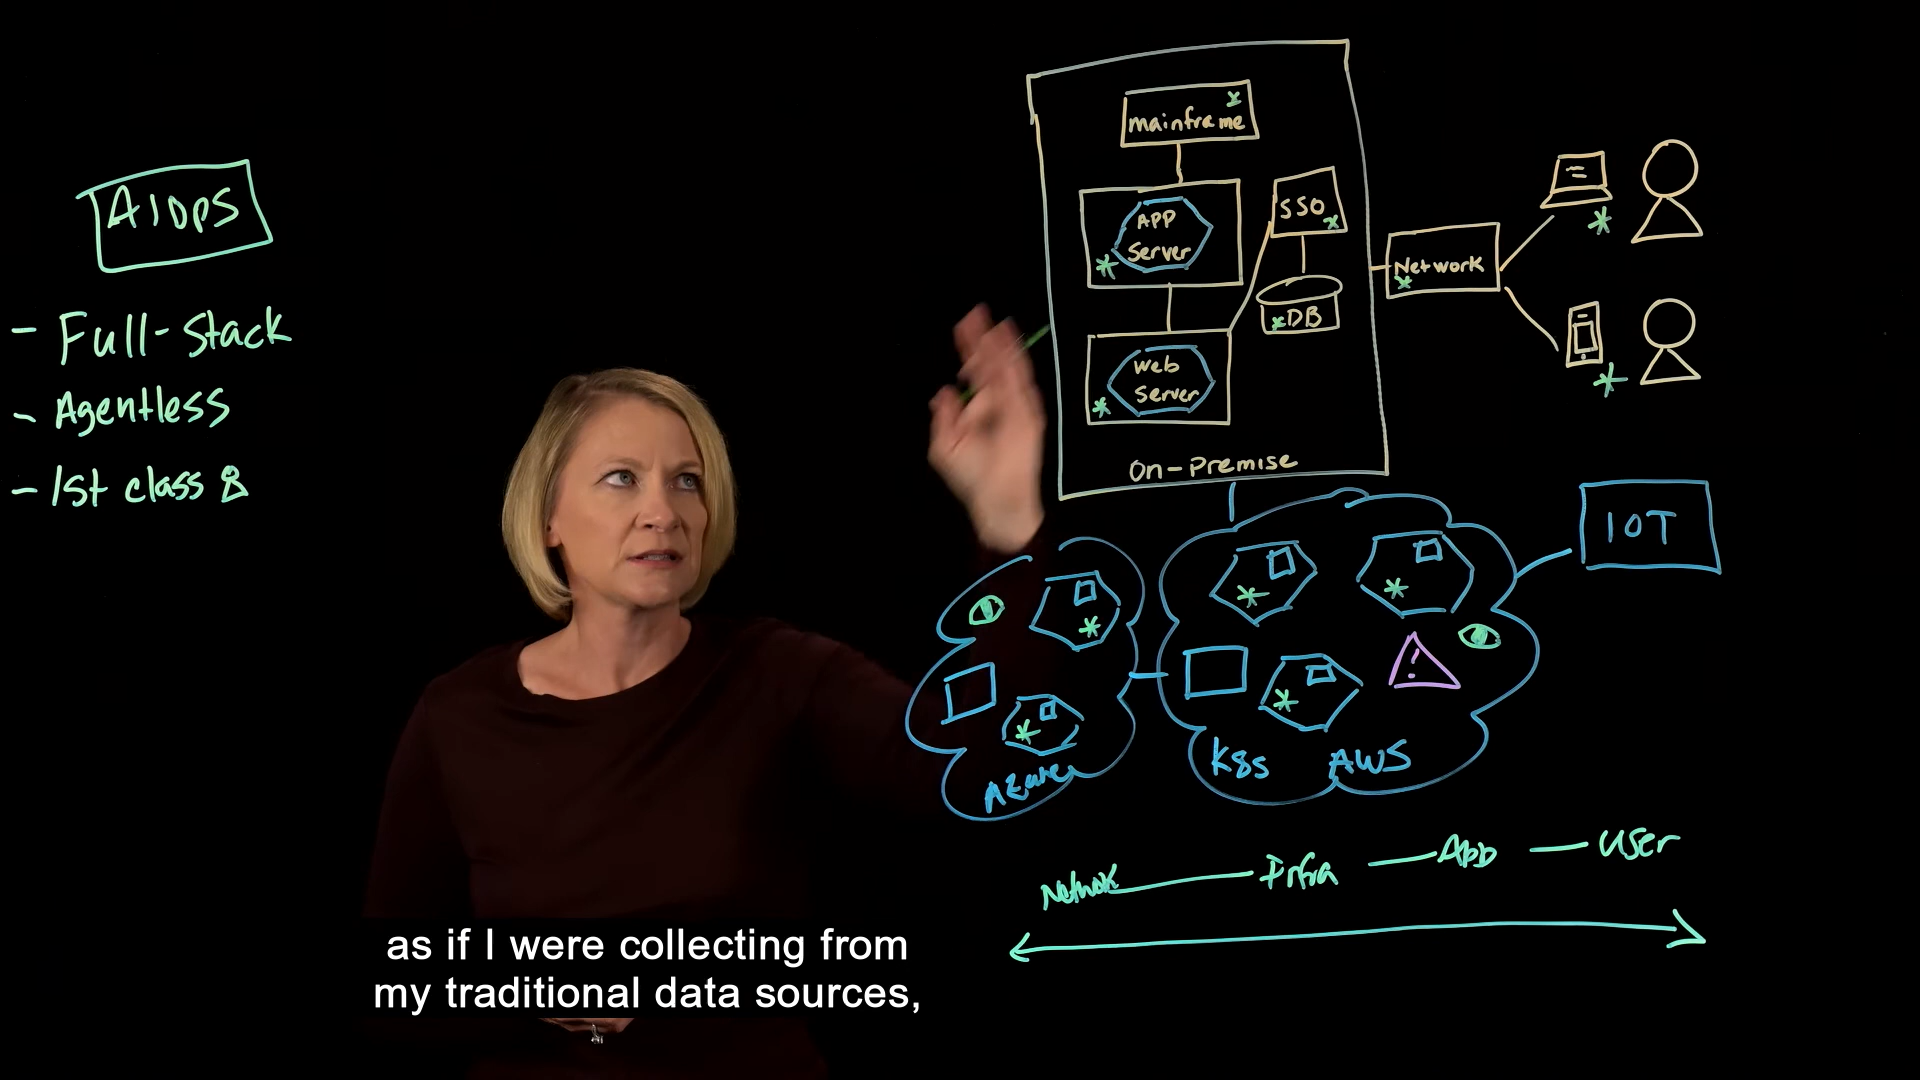 AIOPS
- Full-Stack
- Agentless
- 1st class &
mainframe
APP
Server
SSO
DB
Web
Server
On-Premise
Network
IOT
Azure
K8s AWS
!
Network — Infra — App — User
as if I were collecting from
my traditional data sources,